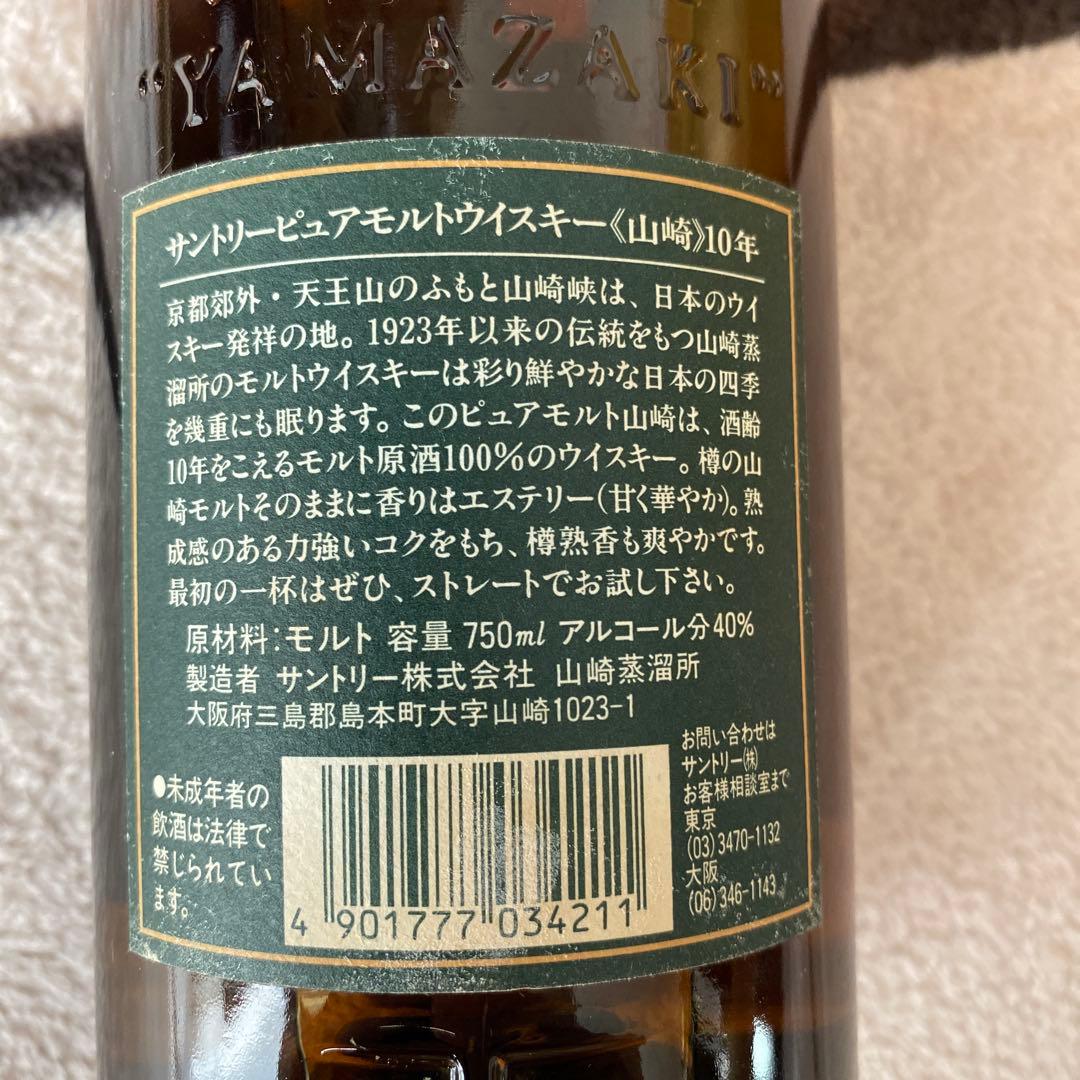 "YAMAZAKI"
サントリーピュアモルトウイスキー《山崎》10年
京都郊外・天王山のふもと山崎峡は、日本のウイ
スキー発祥の地。1923年以来の伝統をもつ山崎蒸
溜所のモルトウイスキーは彩り鮮やかな日本の四季
を幾重にも眠ります。このピュアモルト山崎は、酒齢
10年をこえるモルト原酒100%のウイスキー。樽の山
崎モルトそのままに香りはエステリー(甘く華やか)。熟
成感のある力強いコクをもち、樽熟香も爽やかです。
最初の一杯はぜひ、ストレートでお試し下さい。
原材料:モルト 容量 750ml アルコール分40%
製造者 サントリー株式会社 山崎蒸溜所
大阪府三島郡島本町大字山崎1023-1
●未成年者の
飲酒は法律で
禁じられてい
ます。
4 901777 034211
お問い合わせは
サントリー㈱
お客様相談室まで
東京
(03)3470-1132
大阪
(06)346-1143